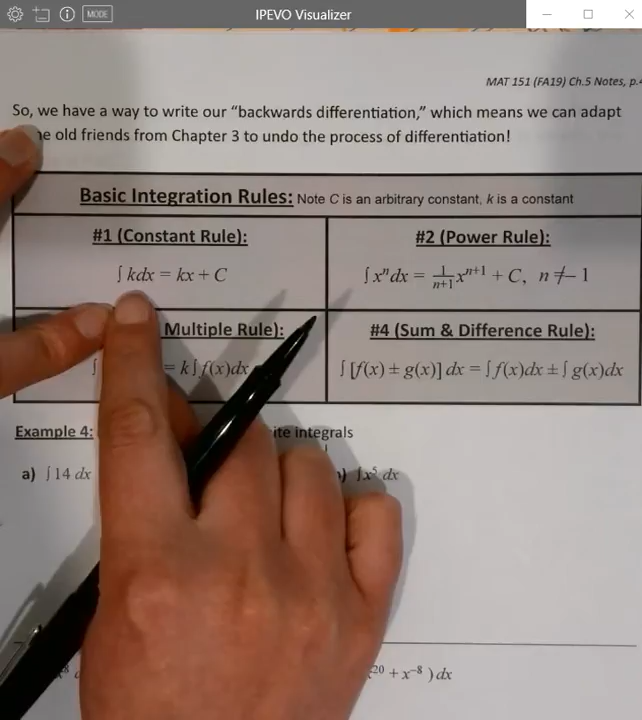 MODE
IPEVO Visualizer
MAT 151 (FA19) Ch.5 Notes, p.
So, we have a way to write our “backwards differentiation,” which means we can adapt
old friends from Chapter 3 to undo the process of differentiation!
Basic Integration Rules: Note C is an arbitrary constant, k is a constant
#1 (Constant Rule):
#2 (Power Rule):
∫ kdx = kx + C
∫ xⁿdx = 1/(n+1) xⁿ⁺¹ + C, n ≠ −1
Multiple Rule):
#4 (Sum & Difference Rule):
∫ = k∫ f(x)dx
∫ [f(x) ± g(x)] dx = ∫ f(x)dx ± ∫ g(x)dx
Example 4: integrals
a) ∫ 14 dx
) ∫ x⁵ dx
²⁰ + x⁻⁸ ) dx